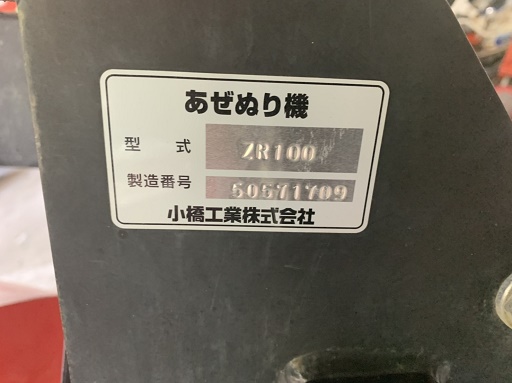 あぜぬり機
型式 ZR100
製造番号 50571709
小橋工業株式会社